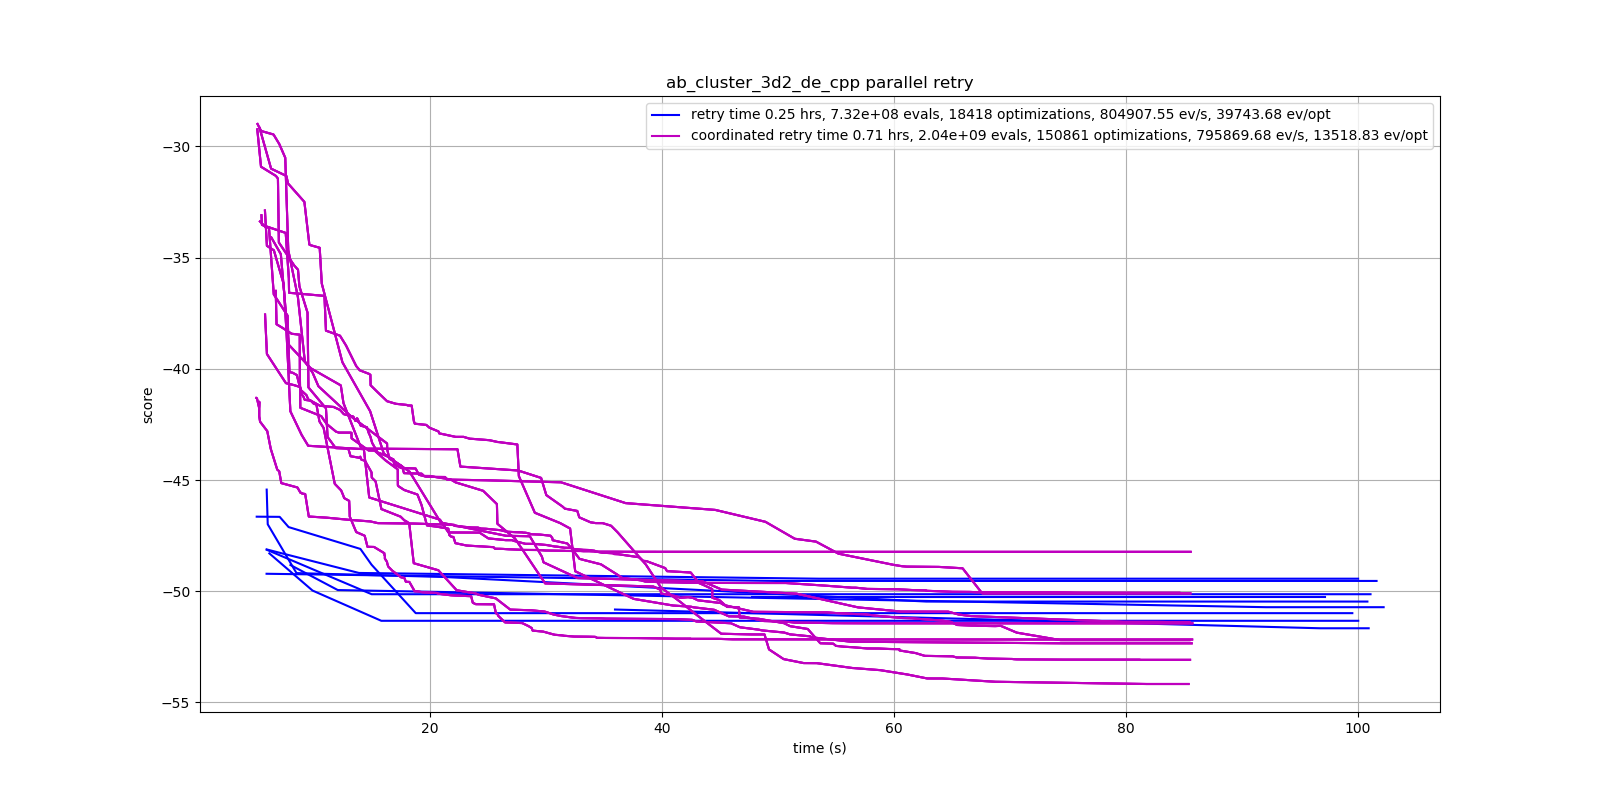 ab_cluster_3d2_de_cpp parallel retry
retry time 0.25 hrs, 7.32e+08 evals, 18418 optimizations, 804907.55 ev/s, 39743.68 ev/opt
coordinated retry time 0.71 hrs, 2.04e+09 evals, 150861 optimizations, 795869.68 ev/s, 13518.83 ev/opt
−30
−35
−40
−45
−50
−55
score
20
40
60
80
100
time (s)